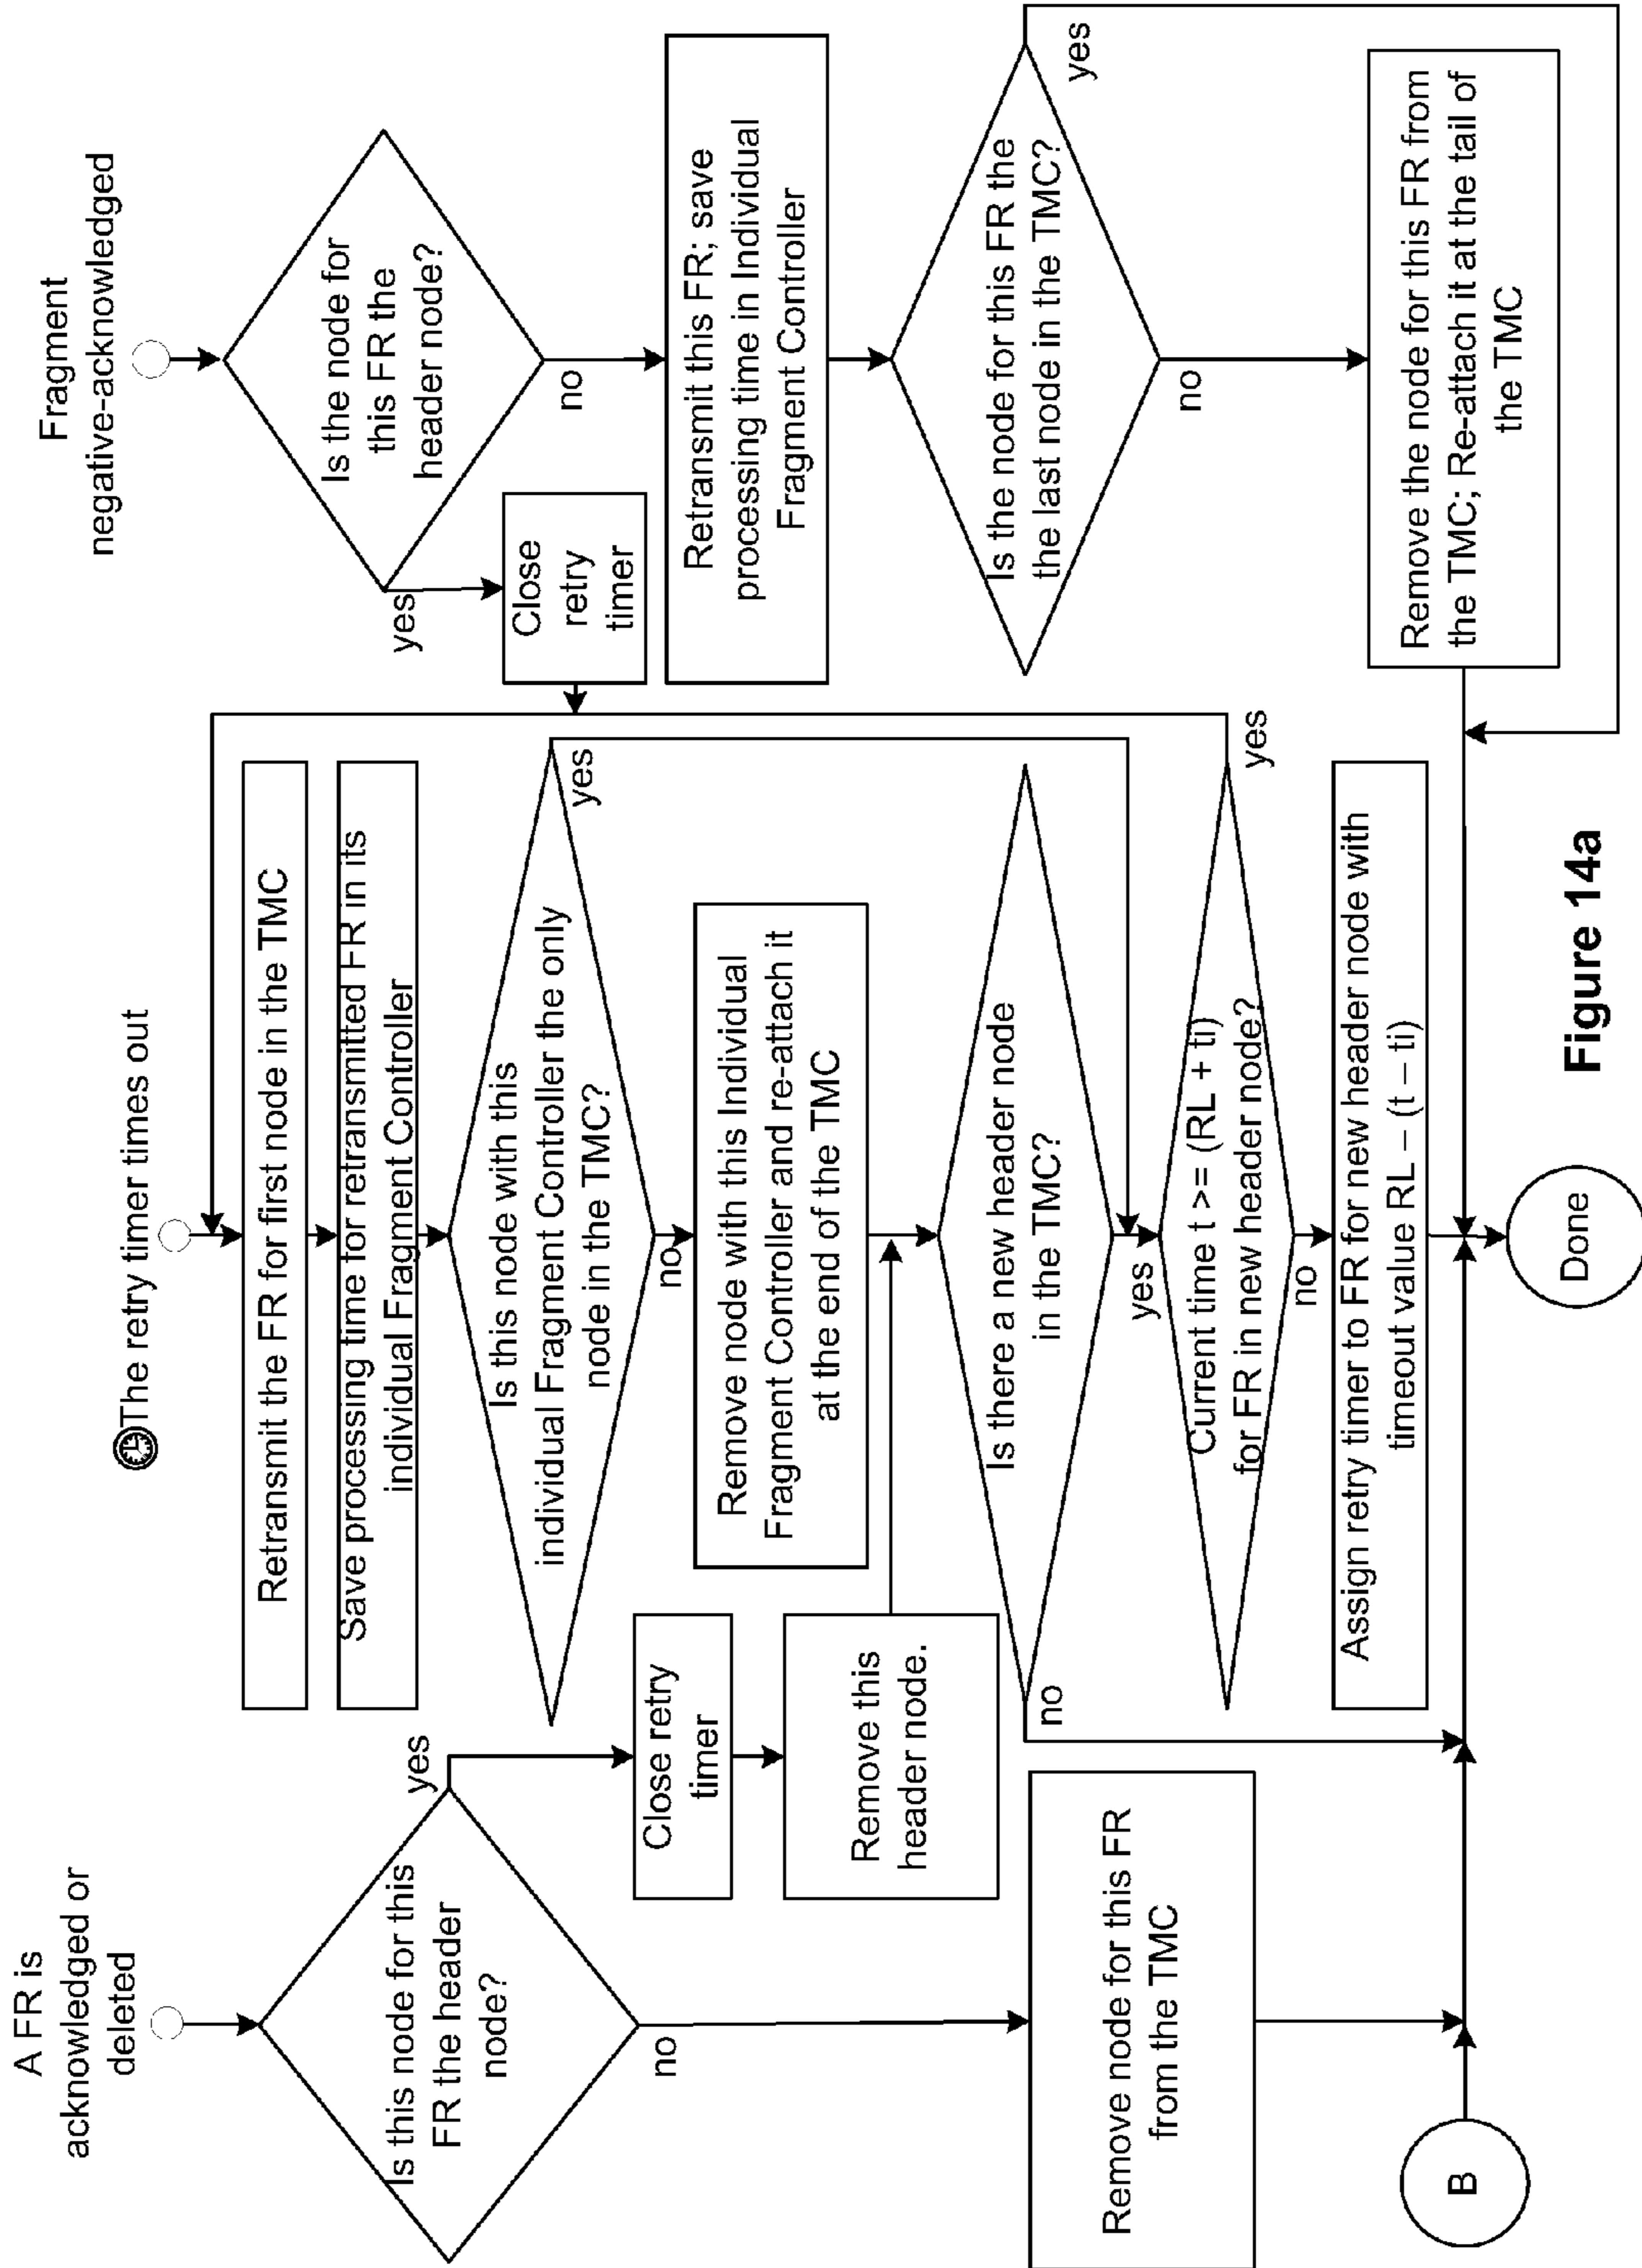 A FR is
acknowledged or
deleted
Is this node for this
FR the header
node?
yes
no
Close retry
timer
Remove this
header node.
Remove node for this FR
from the TMC
B
The retry timer times out
Retransmit the FR for first node in the TMC
Save processing time for retransmitted FR in its
individual Fragment Controller
Is this node with this
individual Fragment Controller the only
node in the TMC?
yes
no
Remove node with this Individual
Fragment Controller and re-attach it
at the end of the TMC
Is there a new header node
in the TMC?
no
yes
Current time t >= (RL + ti)
for FR in new header node?
yes
no
Assign retry timer to FR for new header node with
timeout value RL – (t – ti)
Done
Fragment
negative-acknowledged
Is the node for
this FR the
header node?
yes
no
Close
retry
timer
Retransmit this FR; save
processing time in Individual
Fragment Controller
Is the node for this FR the
the last node in the TMC?
yes
no
Remove the node for this FR from
the TMC; Re-attach it at the tail of
the TMC
Figure 14a